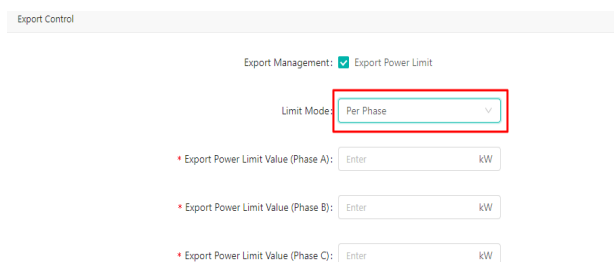 Export Control
Export Management: Export Power Limit
Limit Mode: Per Phase
* Export Power Limit Value (Phase A): Enter kW
* Export Power Limit Value (Phase B): Enter kW
* Export Power Limit Value (Phase C): Enter kW